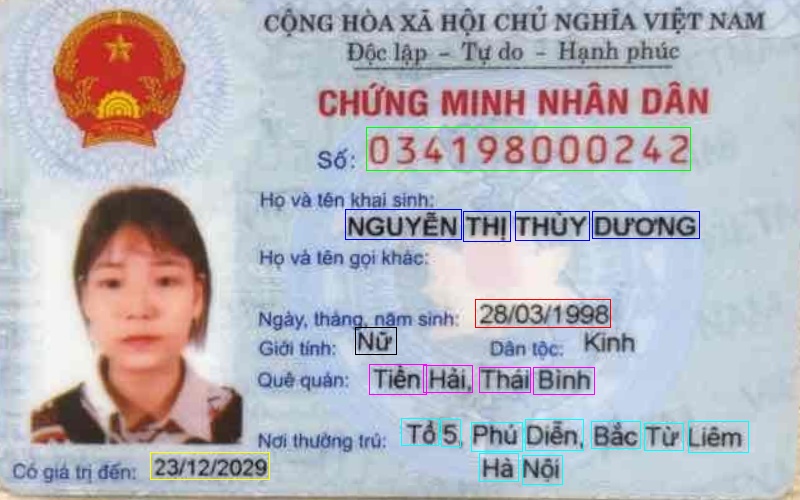 CỘNG HÒA XÃ HỘI CHỦ NGHĨA VIỆT NAM
Độc lập - Tự do - Hạnh phúc
CHỨNG MINH NHÂN DÂN
Số: 034198000242
Họ và tên khai sinh:
NGUYỄN THỊ THÙY DƯƠNG
Họ và tên gọi khác:
Ngày, tháng, năm sinh: 28/03/1998
Giới tính: Nữ Dân tộc: Kinh
Quê quán: Tiền Hải, Thái Bình
Nơi thường trú: Tổ 5, Phú Diễn, Bắc Từ Liêm
Hà Nội
Có giá trị đến: 23/12/2029